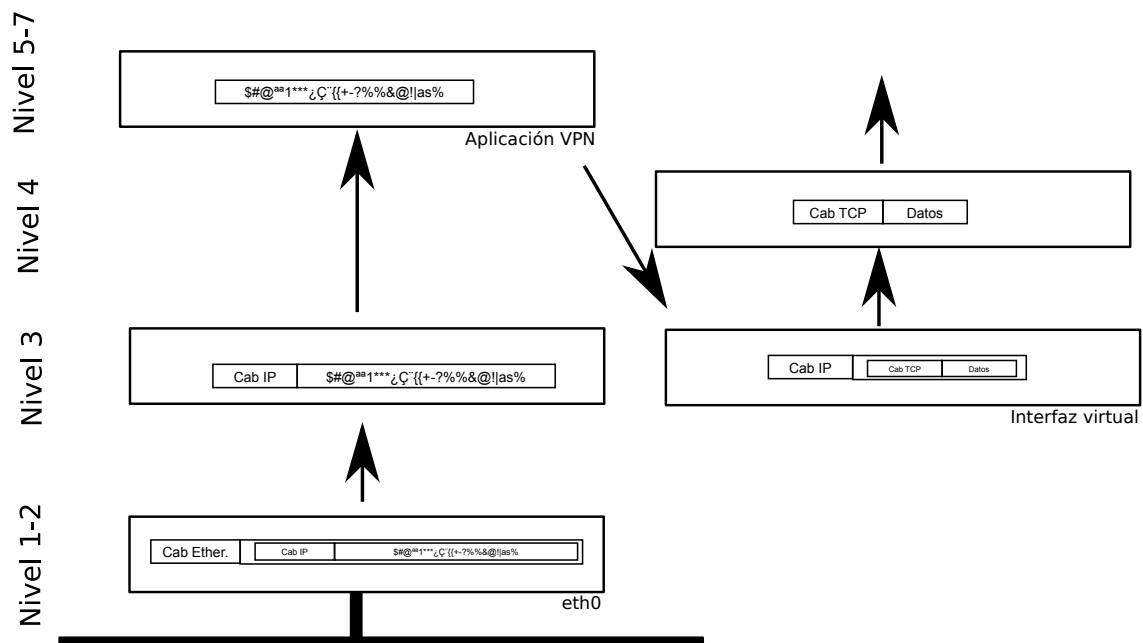 Nivel 5-7
$#@ªª1***¿Ç¨{{+-?%%&@!|as%
Aplicación VPN
Nivel 4
Cab TCP Datos
Nivel 3
Cab IP $#@ªª1***¿Ç¨{{+-?%%&@!|as%
Cab IP Cab TCP Datos
Interfaz virtual
Nivel 1-2
Cab Ether. Cab IP $#@ªª1***¿Ç¨{{+-?%%&@!|as%
eth0